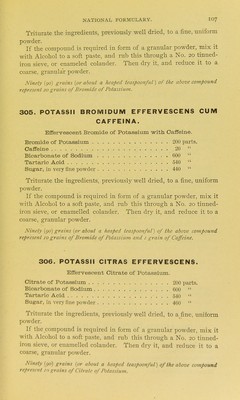 NATIONAL FORMULARY. 107
Triturate the ingredients, previously well dried, to a fine, uniform
powder.
If the compound is required in form of a granular powder, mix it
with Alcohol to a soft paste, and rub this through a No. 20 tinned-
iron sieve, or enameled colander. Then dry it, and reduce it to a
coarse, granular powder.
Ninety (90) grains (or about a heaped teaspoonful) of the above compound
represent 20 grains of Bromide of Potassium.
305. POTASSII BROMIDUM EFFERVESCENS CUM
CAFFEINA.
Effervescent Bromide of Potassium with Caffeine.
Bromide of Potassium . . . . . . . . . . . . . . . 200 parts.
Caffeine . . . . . . . . . . . . . . . . . . . . . 20 "
Bicarbonate of Sodium . . . . . . . . . . . . . . 600 "
Tartaric Acid . . . . . . . . . . . . . . . . . . 540 "
Sugar, in very fine powder . . . . . . . . . . . . 440 "
Triturate the ingredients, previously well dried, to a fine, uniform
powder.
If the compound is required in form of a granular powder, mix it
with Alcohol to a soft paste, and rub this through a No. 20 tinned-
iron sieve, or enamelled colander. Then dry it, and reduce it to a
coarse, granular powder.
Ninety (90) grains (or about a heaped teaspoonful) of the above compound
represent 10 grains of Bromide of Potassium and 1 grain of Caffeine.
306. POTASSII CITRAS EFFERVESCENS.
Effervescent Citrate of Potassium.
Citrate of Potassium . . . . . . . . . . . . . . . 200 parts.
Bicarbonate of Sodium . . . . . . . . . . . . . . 600 "
Tartaric Acid . . . . . . . . . . . . . . . . . . 540 "
Sugar, in very fine powder . . . . . . . . . . . . 460 "
Triturate the ingredients, previously well dried, to a fine, uniform
powder.
If the compound is required in form of a granular powder, mix it
with Alcohol to a soft paste, and rub this through a No. 20 tinned-
iron sieve, or enamelled colander. Then dry it, and reduce it to a
coarse, granular powder.
Ninety (90) grains (or about a heaped teaspoonful) of the above compound
represent 10 grains of Citrate of Potassium.